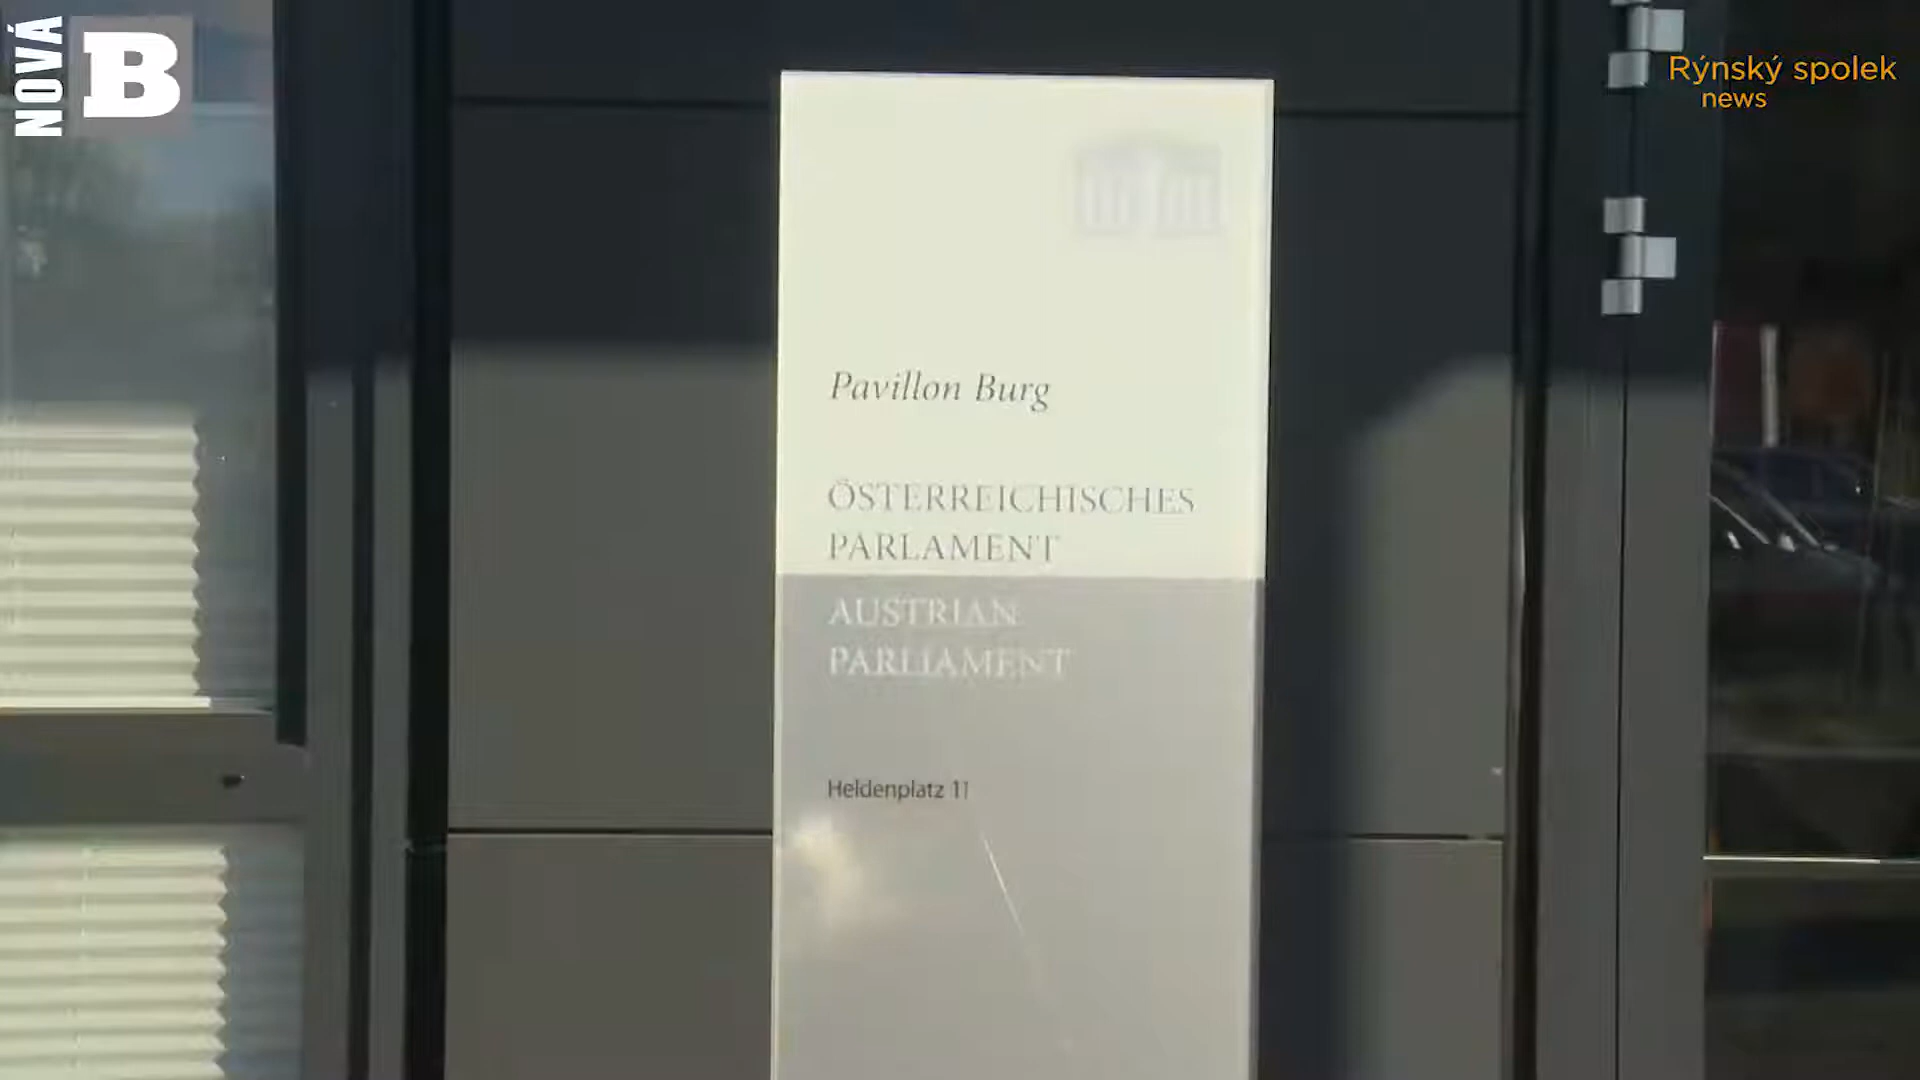 NOVÁ
B
Rýnský spolek
news
Pavillon Burg
ÖSTERREICHISCHES
PARLAMENT
AUSTRIAN
PARLIAMENT
Heldenplatz 11